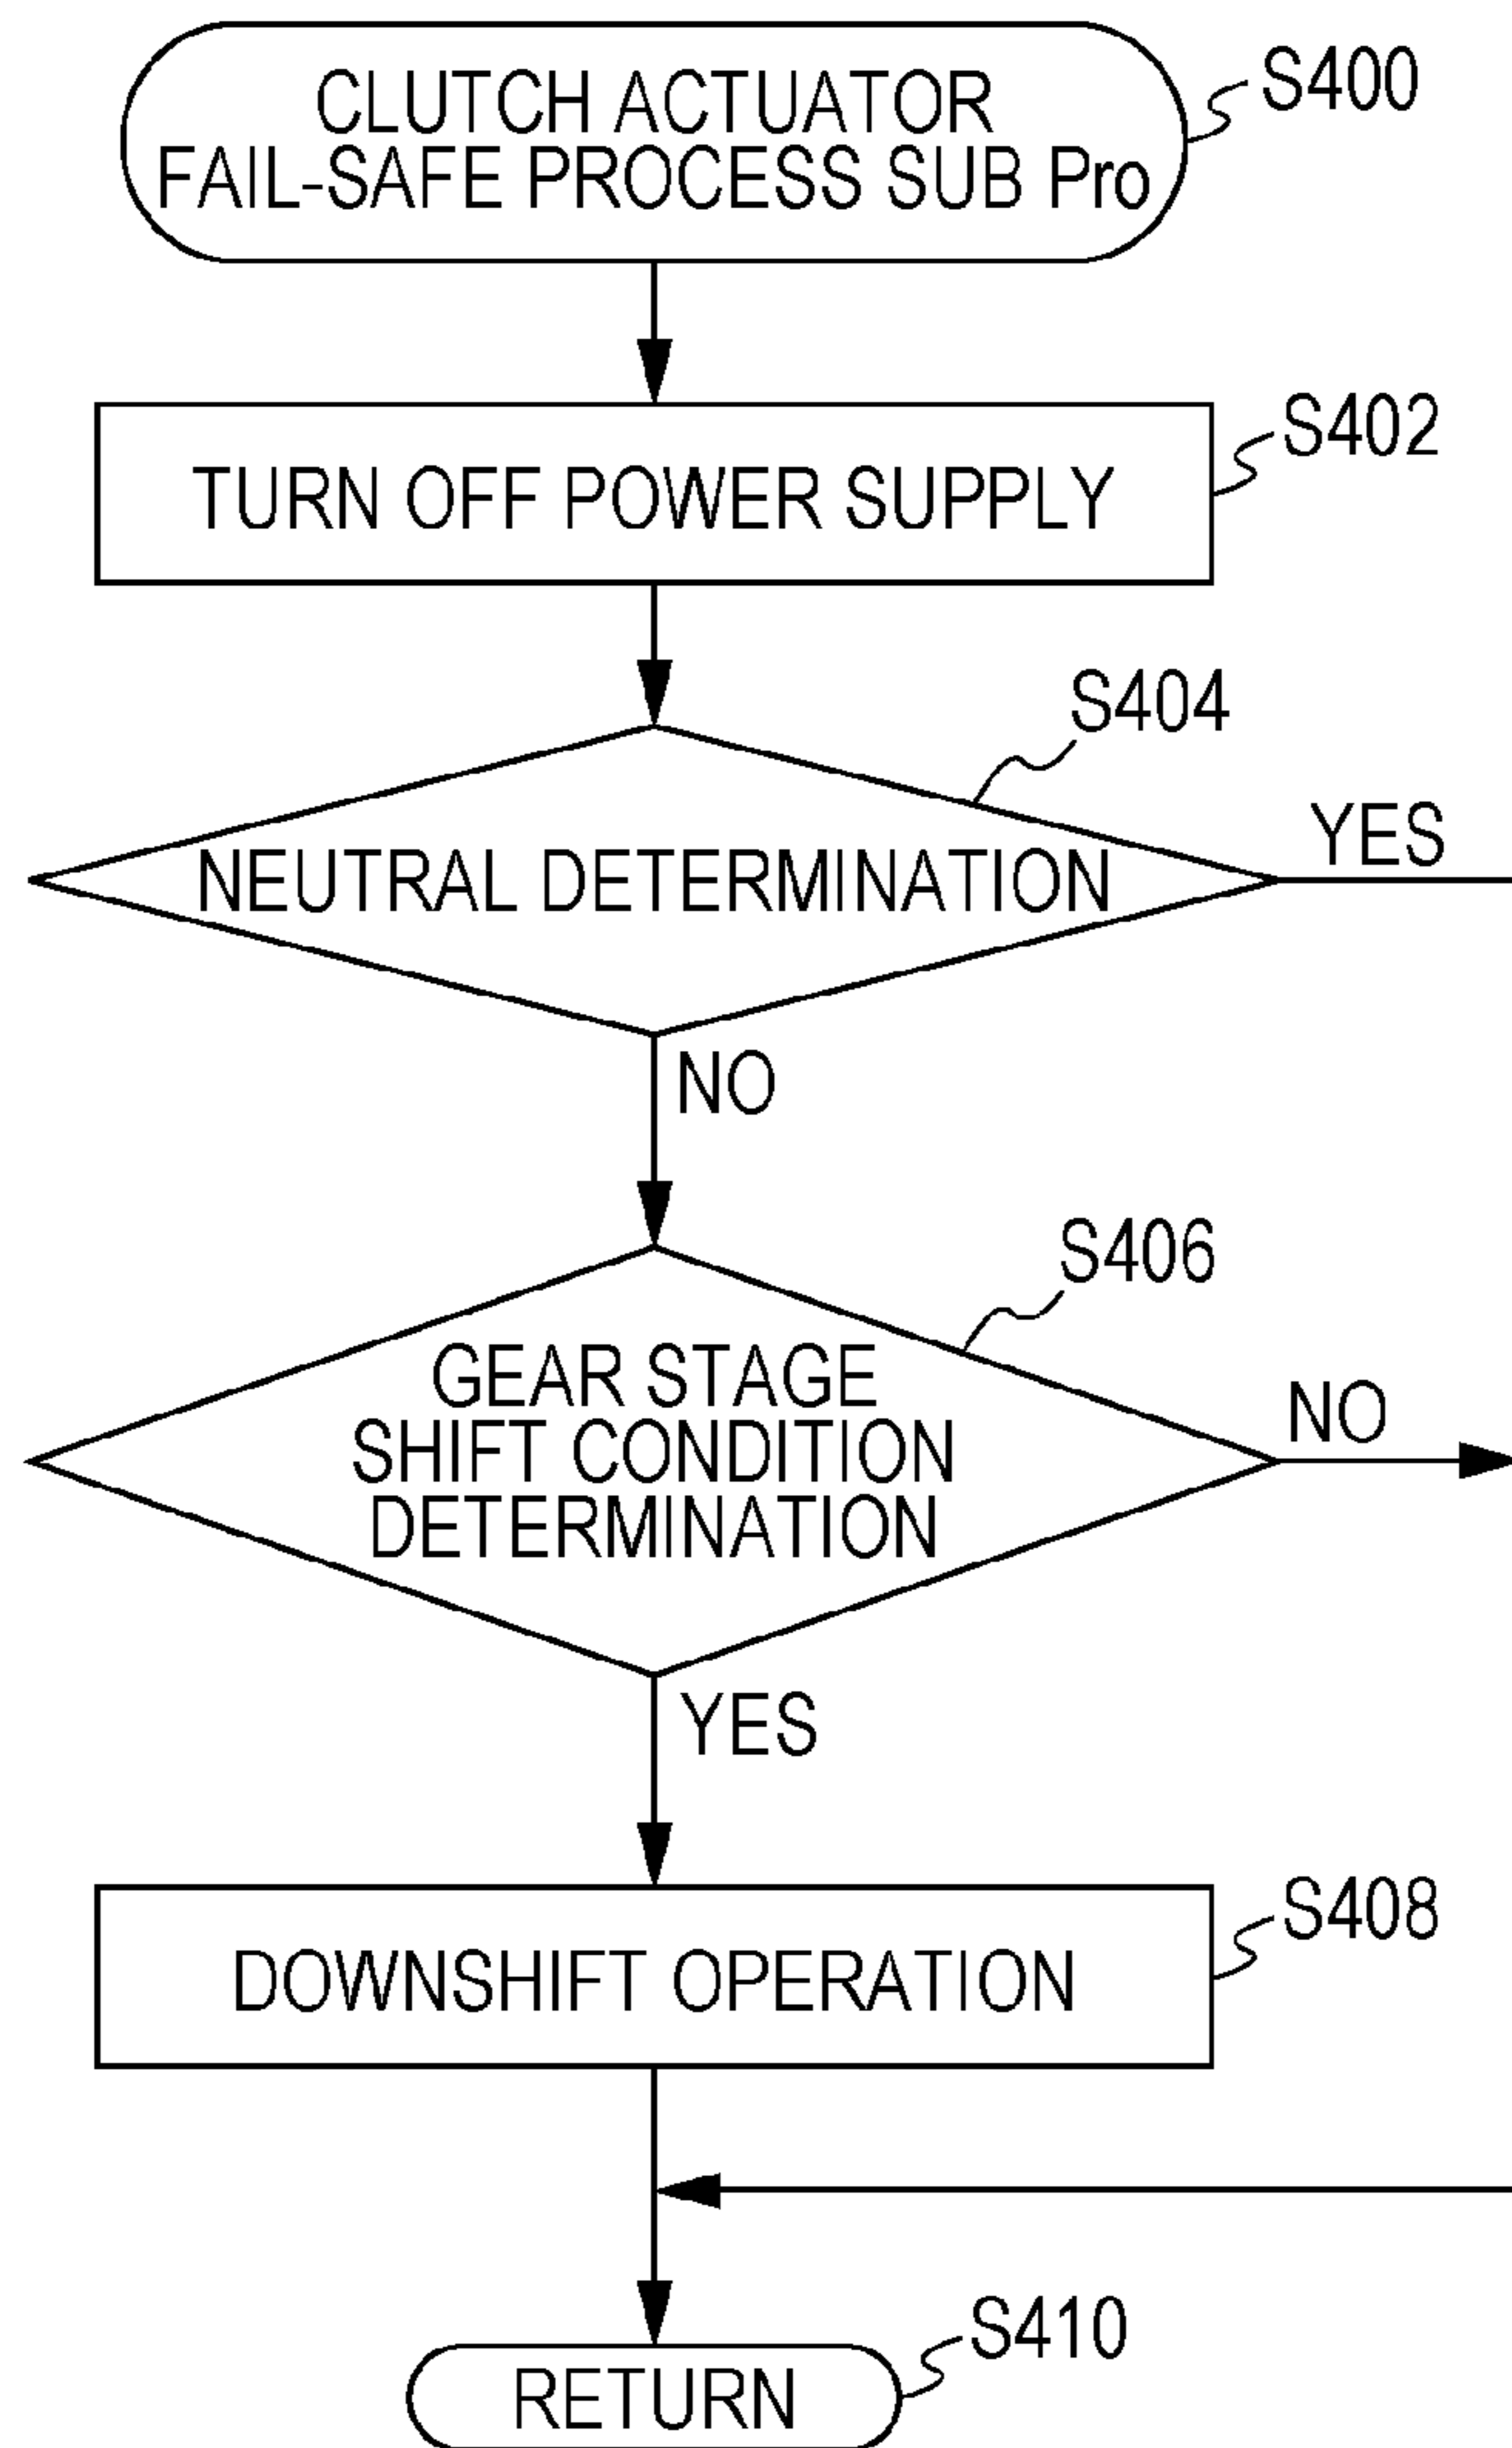 CLUTCH ACTUATOR
FAIL-SAFE PROCESS SUB Pro
S400
TURN OFF POWER SUPPLY
S402
S404
NEUTRAL DETERMINATION
YES
NO
S406
GEAR STAGE
SHIFT CONDITION
DETERMINATION
NO
YES
S408
DOWNSHIFT OPERATION
S410
RETURN